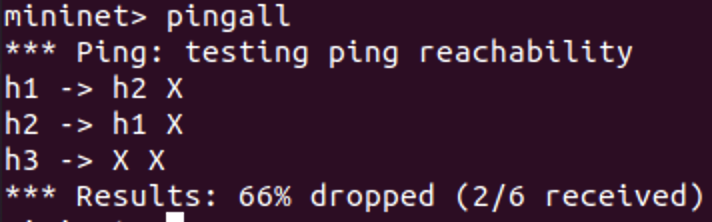 mininet> pingall
*** Ping: testing ping reachability
h1 -> h2 X
h2 -> h1 X
h3 -> X X
*** Results: 66% dropped (2/6 received)